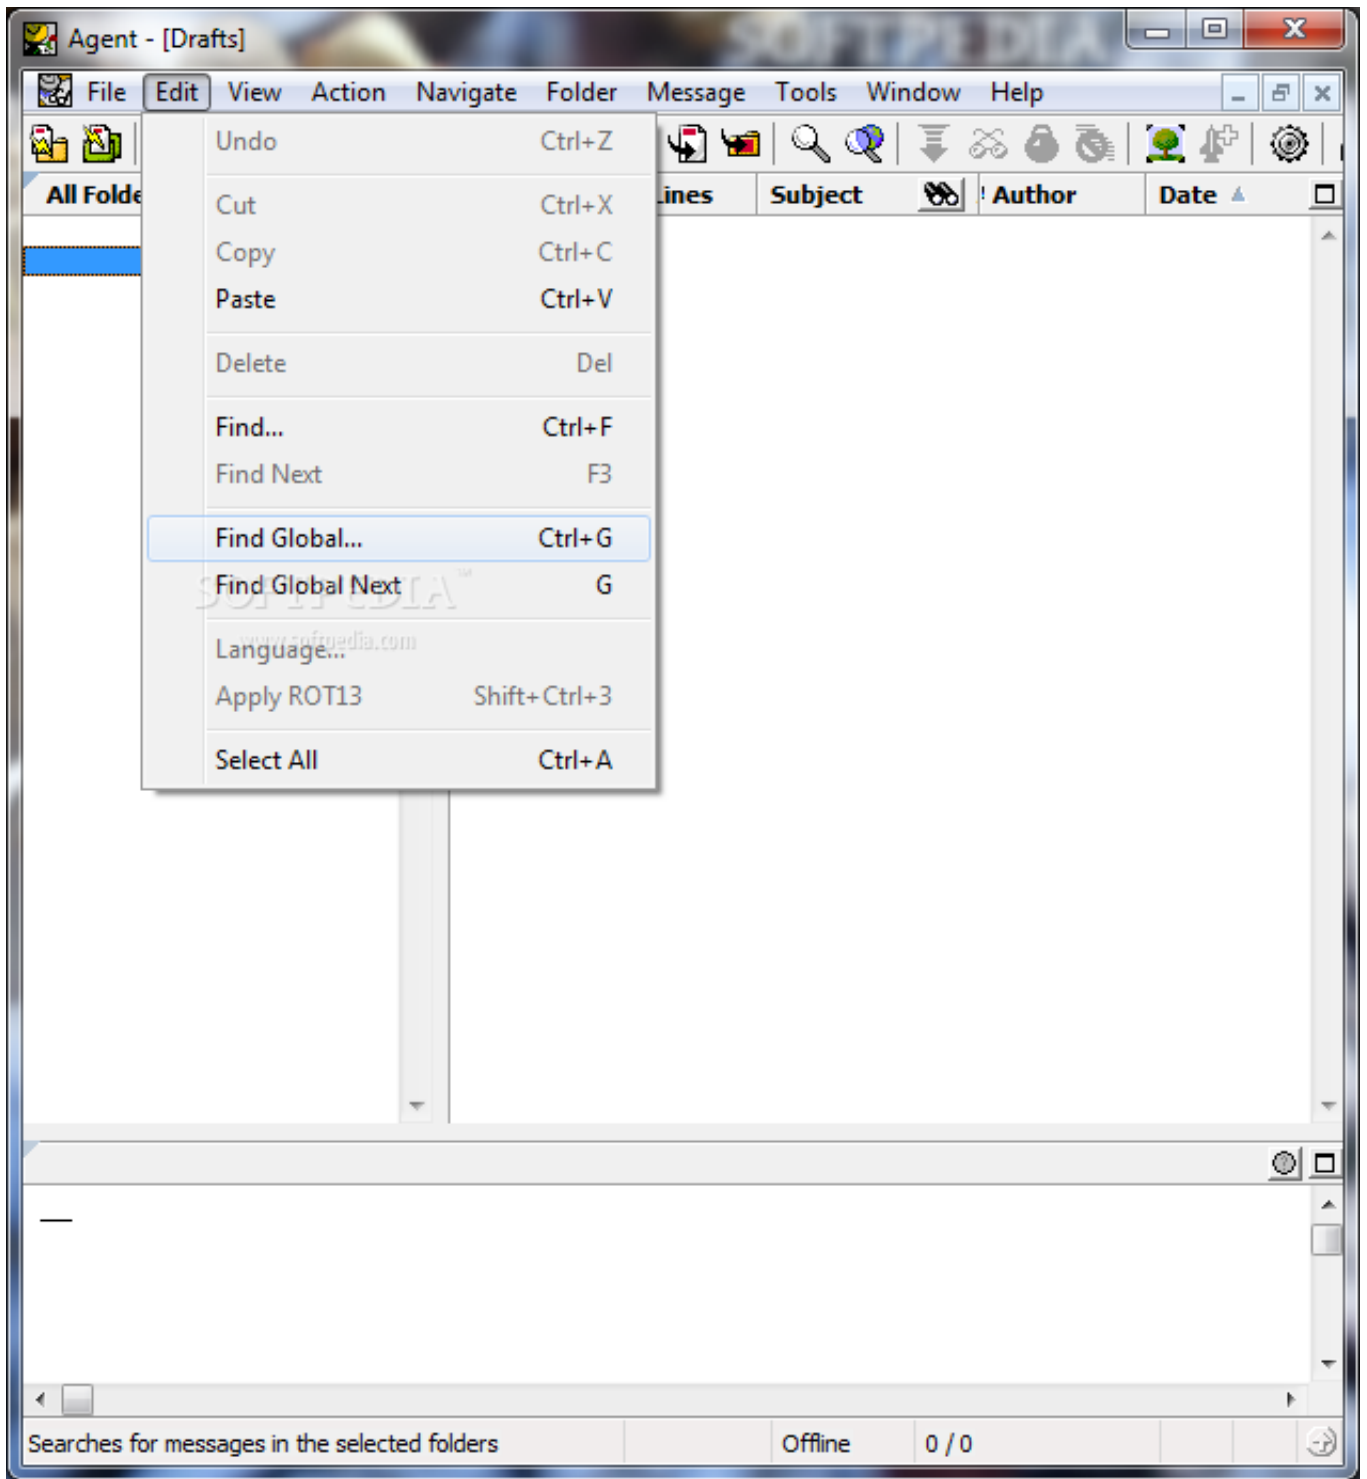 SOFTPEDIA
Agent - [Drafts]
File Edit View Action Navigate Folder Message Tools Window Help
All Folde Lines Subject ! Author Date
Undo Ctrl+Z
Cut Ctrl+X
Copy Ctrl+C
Paste Ctrl+V
Delete Del
Find... Ctrl+F
Find Next F3
Find Global... Ctrl+G
Find Global Next G
SOFTPEDIA™
www.softpedia.com
Language...
Apply ROT13 Shift+Ctrl+3
Select All Ctrl+A
Searches for messages in the selected folders Offline 0 / 0